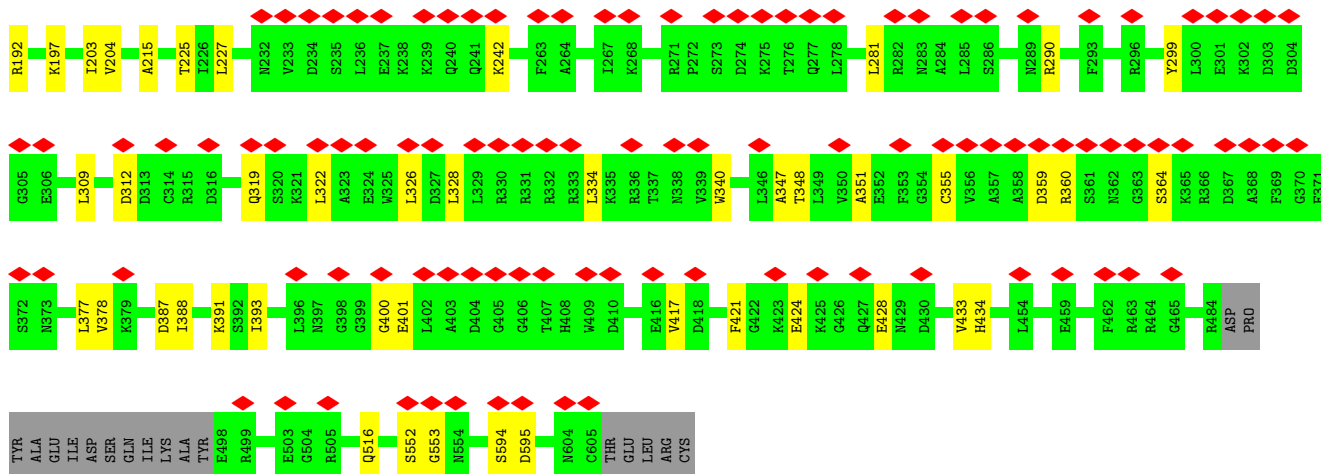 R192 K197 I203 V204 A215 T225 I226 L227 N232 V233 D234 S235 L236 E237 K238 K239 Q240 Q241 K242 F263 A264 I267 K268 R271 P272 S273 D274 K275 T276 Q277 L278 L281 R282 N283 A284 L285 S286 N289 R290 F293 R296 Y299 L300 E301 K302 D303 D304
G305 E306 L309 D312 D313 C314 R315 D316 Q319 S320 K321 L322 A323 E324 W325 L326 D327 L328 L329 R330 R331 R332 R333 L334 K335 R336 T337 N338 V339 W340 L346 A347 T348 L349 V350 A351 E352 F353 G354 C355 V356 A357 A358 D359 R360 S361 N362 G363 S364 K365 R366 D367 A368 F369 G370
S372 N373 L377 V378 K379 D387 I388 K391 S392 I393 L396 N397 G398 G399 G400 E401 L402 A403 D404 G405 G406 T407 H408 W409 D410 E416 V417 D418 F421 G422 K423 E424 K425 G426 Q427 E428 N429 D430 V433 H434 L454 E459 F462 R463 R464 G465 R484 ASP PRO
TYR ALA GLU ILE ASP SER GLN ILE LYS ALA TYR E498 R499 E503 G504 R505 Q516 S552 G553 N554 S594 D595 N604 C605 THR GLU LEU ARG CYS